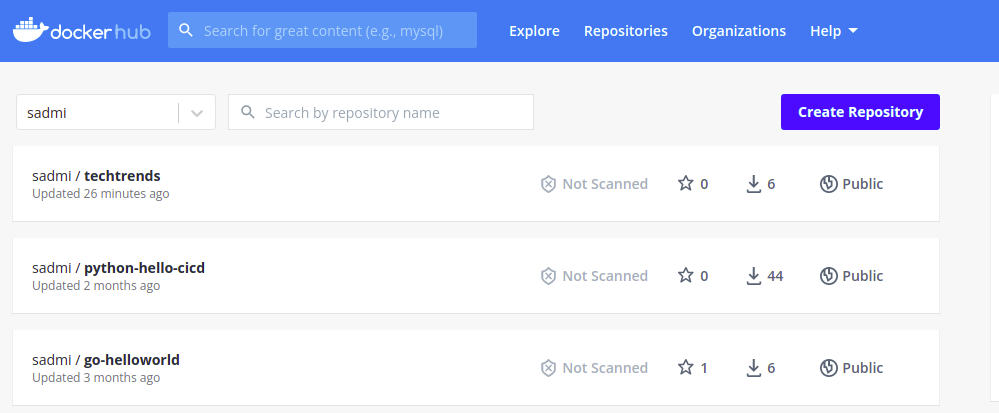 docker hub Search for great content (e.g., mysql) Explore Repositories Organizations Help
sadmi Search by repository name Create Repository
sadmi / techtrends
Updated 26 minutes ago
Not Scanned 0 6 Public
sadmi / python-hello-cicd
Updated 2 months ago
Not Scanned 0 44 Public
sadmi / go-helloworld
Updated 3 months ago
Not Scanned 1 6 Public